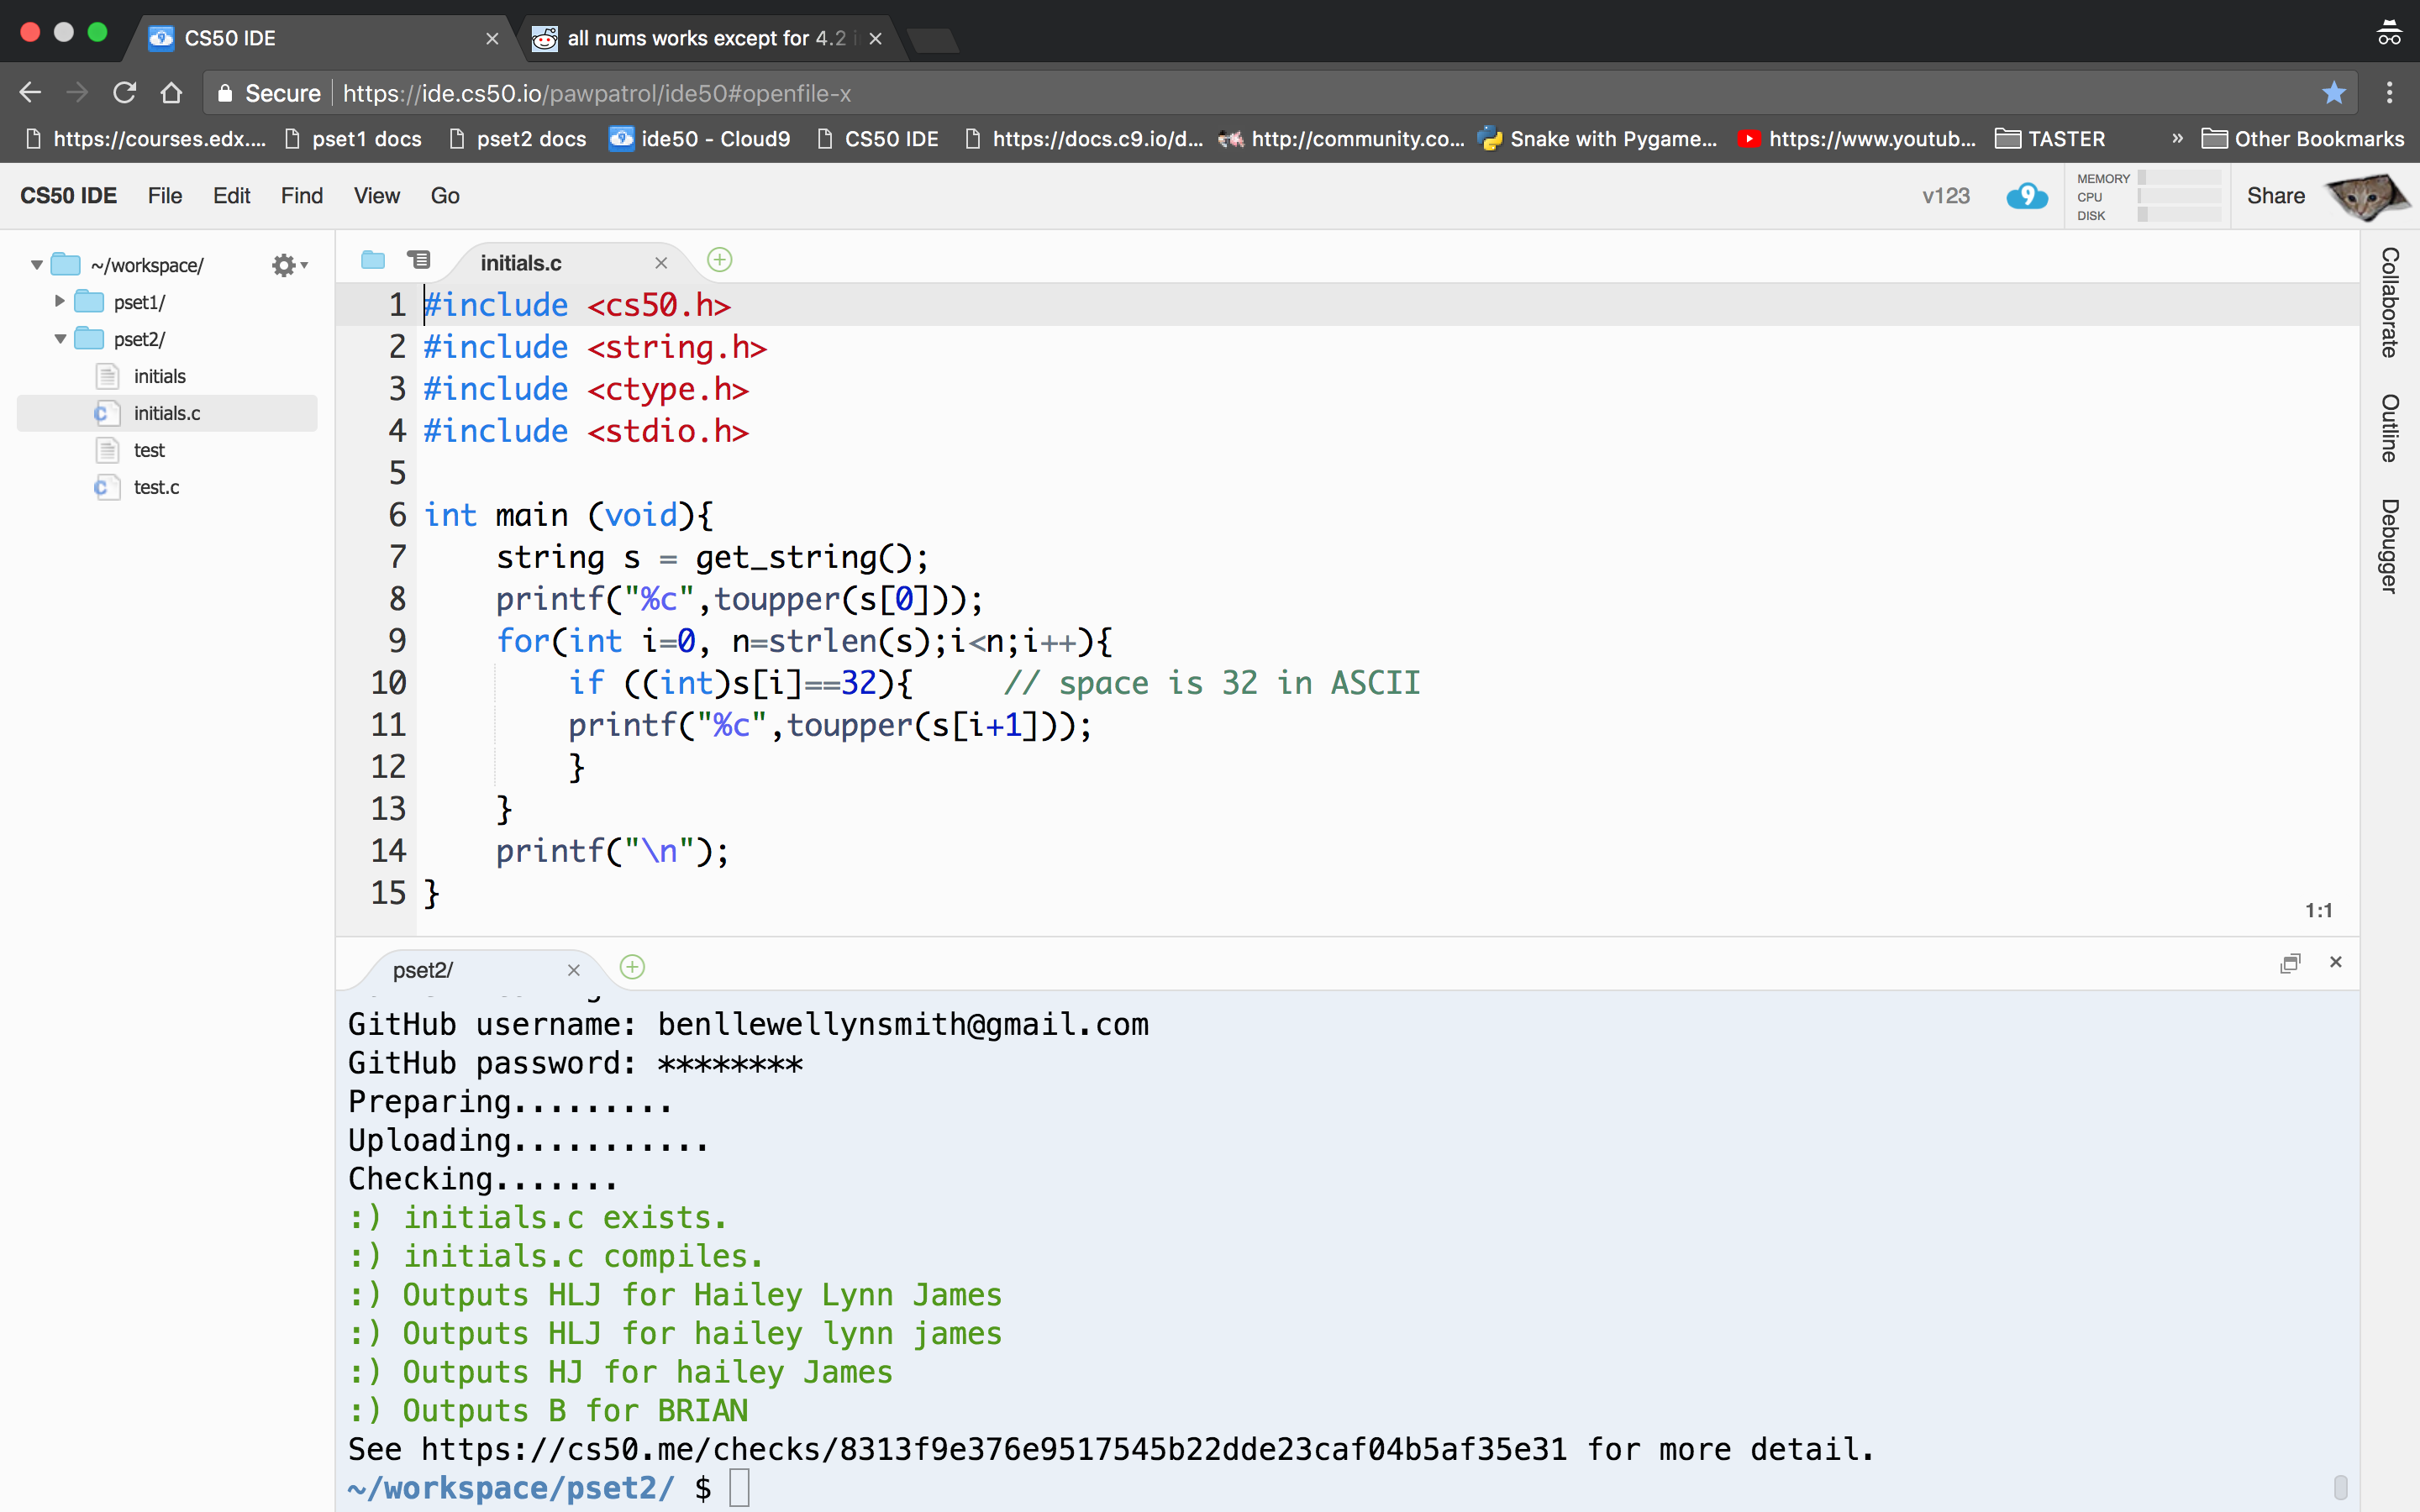 CS50 IDE
all nums works except for 4.2 i
Secure
https://ide.cs50.io/pawpatrol/ide50#openfile-x
https://courses.edx.... pset1 docs pset2 docs ide50 - Cloud9 CS50 IDE https://docs.c9.io/d... http://community.co... Snake with Pygame... https://www.youtub... TASTER » Other Bookmarks
CS50 IDE File Edit Find View Go v123 9 MEMORY Share
CPU
DISK
~/workspace/
pset1/
pset2/
initials
initials.c
test
test.c
initials.c
1 #include <cs50.h>
2 #include <string.h>
3 #include <ctype.h>
4 #include <stdio.h>
5
6 int main (void){
7     string s = get_string();
8     printf("%c",toupper(s[0]));
9     for(int i=0, n=strlen(s);i<n;i++){
10         if ((int)s[i]==32){     // space is 32 in ASCII
11         printf("%c",toupper(s[i+1]));
12         }
13     }
14     printf("\n");
15 }
1:1
Collaborate
Outline
Debugger
pset2/
GitHub username: benllewellynsmith@gmail.com
GitHub password: ********
Preparing.........
Uploading...........
Checking.......
:) initials.c exists.
:) initials.c compiles.
:) Outputs HLJ for Hailey Lynn James
:) Outputs HLJ for hailey lynn james
:) Outputs HJ for hailey James
:) Outputs B for BRIAN
See https://cs50.me/checks/8313f9e376e9517545b22dde23caf04b5af35e31 for more detail.
~/workspace/pset2/ $